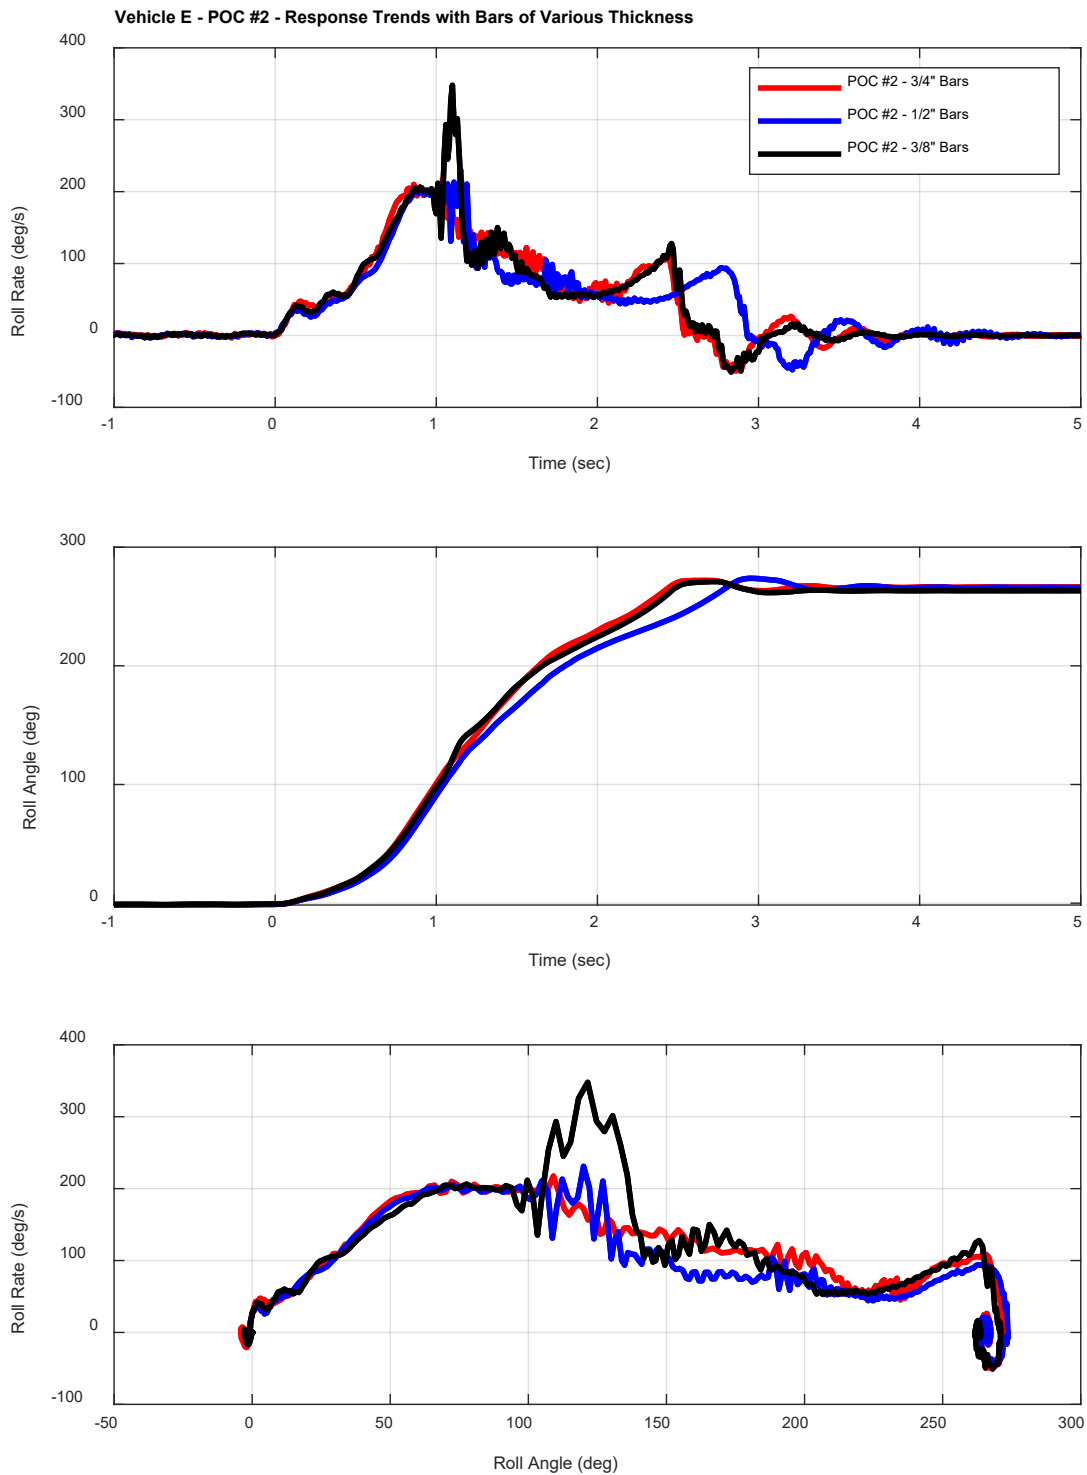 Vehicle E - POC #2 - Response Trends with Bars of Various Thickness
400
300
200
100
0
-100
Roll Rate (deg/s)
POC #2 - 3/4" Bars
POC #2 - 1/2" Bars
POC #2 - 3/8" Bars
-1 0 1 2 3 4 5
Time (sec)
300
200
100
0
Roll Angle (deg)
-1 0 1 2 3 4 5
Time (sec)
400
300
200
100
0
-100
Roll Rate (deg/s)
-50 0 50 100 150 200 250 300
Roll Angle (deg)